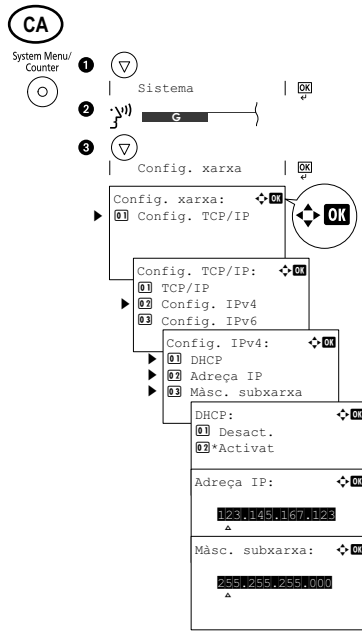 CA
System Menu/
Counter
1
Sistema OK
2 G
3
Config. xarxa OK
Config. xarxa: OK
01 Config. TCP/IP
OK
Config. TCP/IP: OK
01 TCP/IP
02 Config. IPv4
03 Config. IPv6
Config. IPv4: OK
01 DHCP
02 Adreça IP
03 Màsc. subxarxa
DHCP: OK
01 Desact.
02 *Activat
Adreça IP: OK
123.145.167.123
Màsc. subxarxa: OK
255.255.255.000